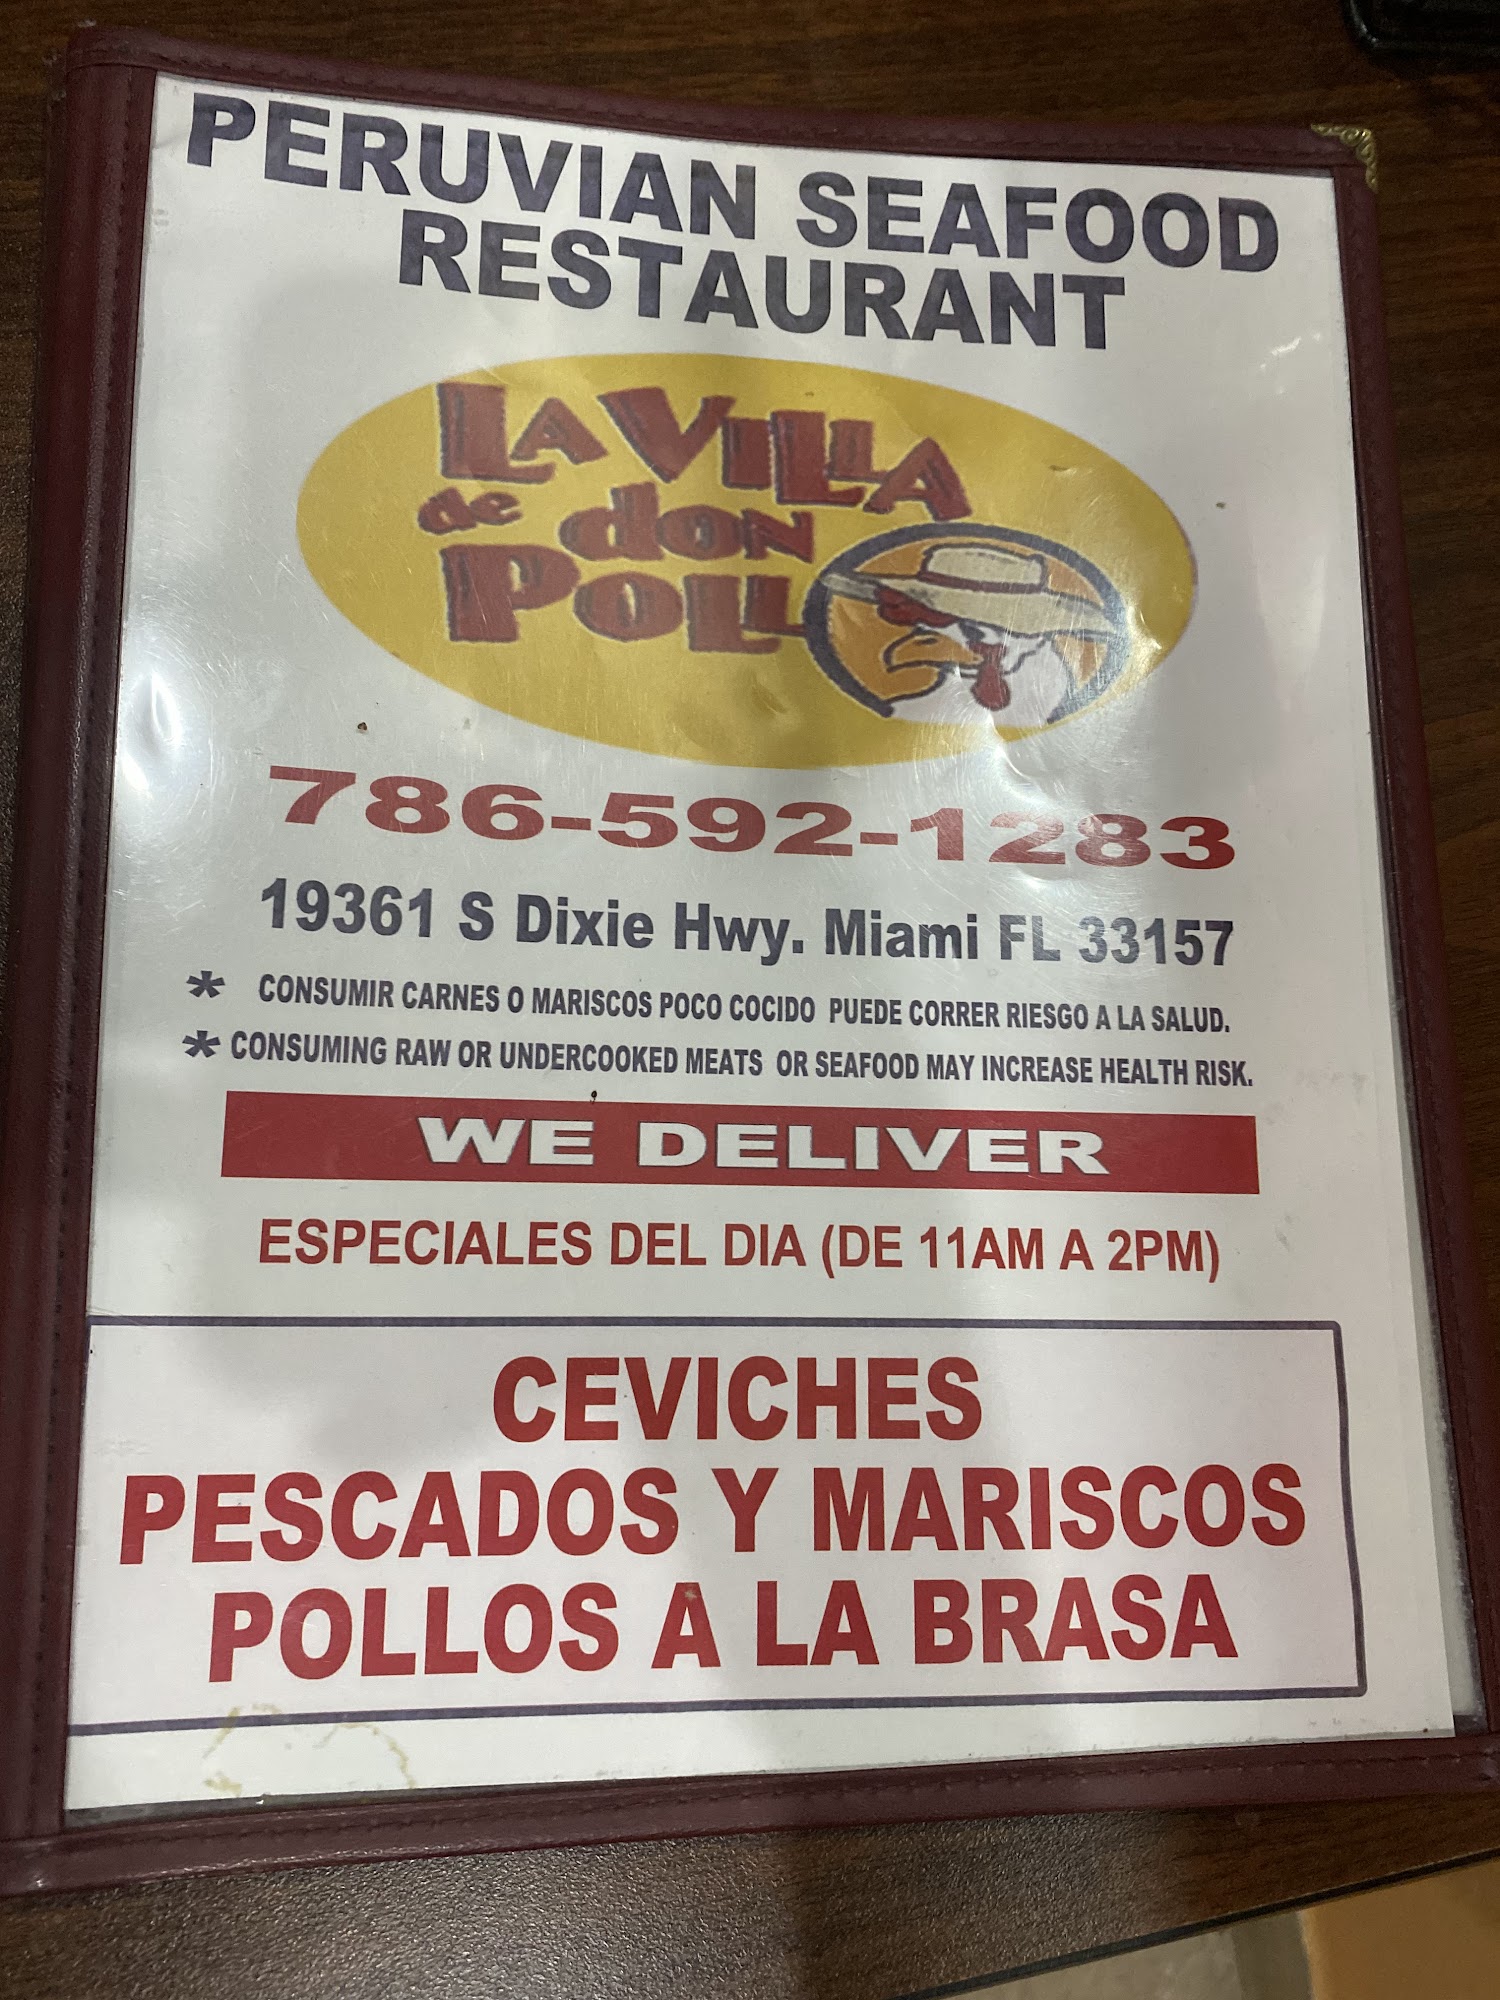 PERUVIAN SEAFOOD
RESTAURANT
LA VILLA
de don
POLLO
786-592-1283
19361 S Dixie Hwy. Miami FL 33157
* CONSUMIR CARNES O MARISCOS POCO COCIDO PUEDE CORRER RIESGO A LA SALUD.
* CONSUMING RAW OR UNDERCOOKED MEATS OR SEAFOOD MAY INCREASE HEALTH RISK.
WE DELIVER
ESPECIALES DEL DIA (DE 11AM A 2PM)
CEVICHES
PESCADOS Y MARISCOS
POLLOS A LA BRASA